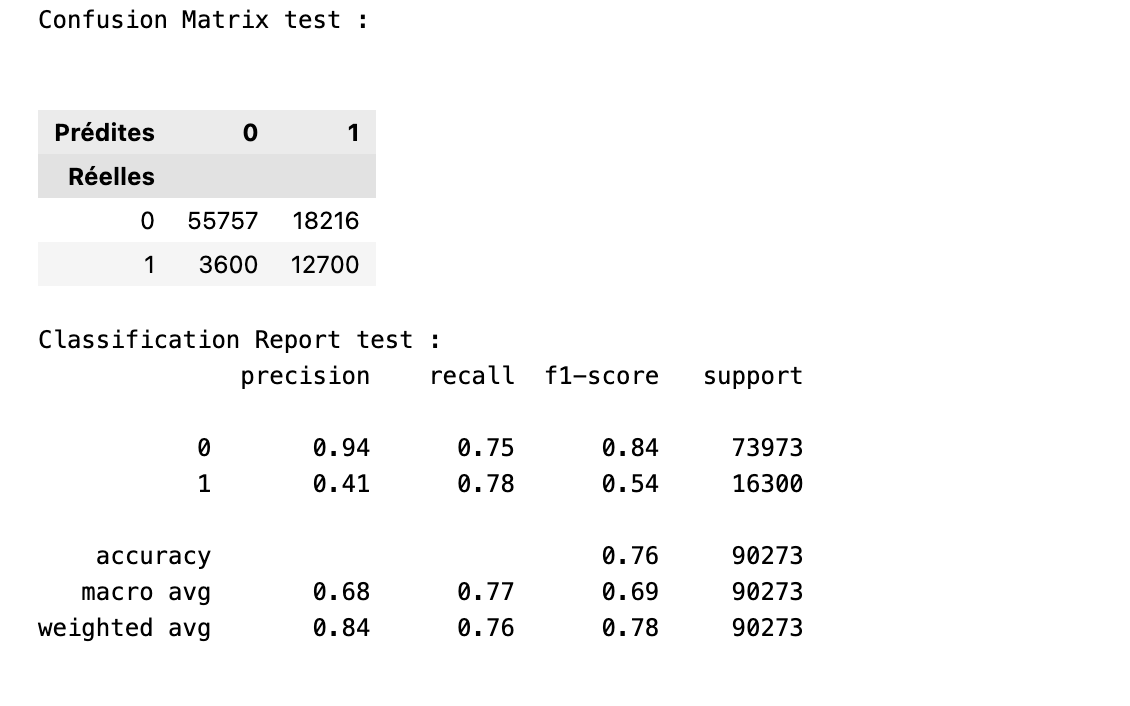 Confusion Matrix test :
Prédites 0 1
Réelles
0 55757 18216
1 3600 12700
Classification Report test :
precision recall f1-score support
0 0.94 0.75 0.84 73973
1 0.41 0.78 0.54 16300
accuracy 0.76 90273
macro avg 0.68 0.77 0.69 90273
weighted avg 0.84 0.76 0.78 90273